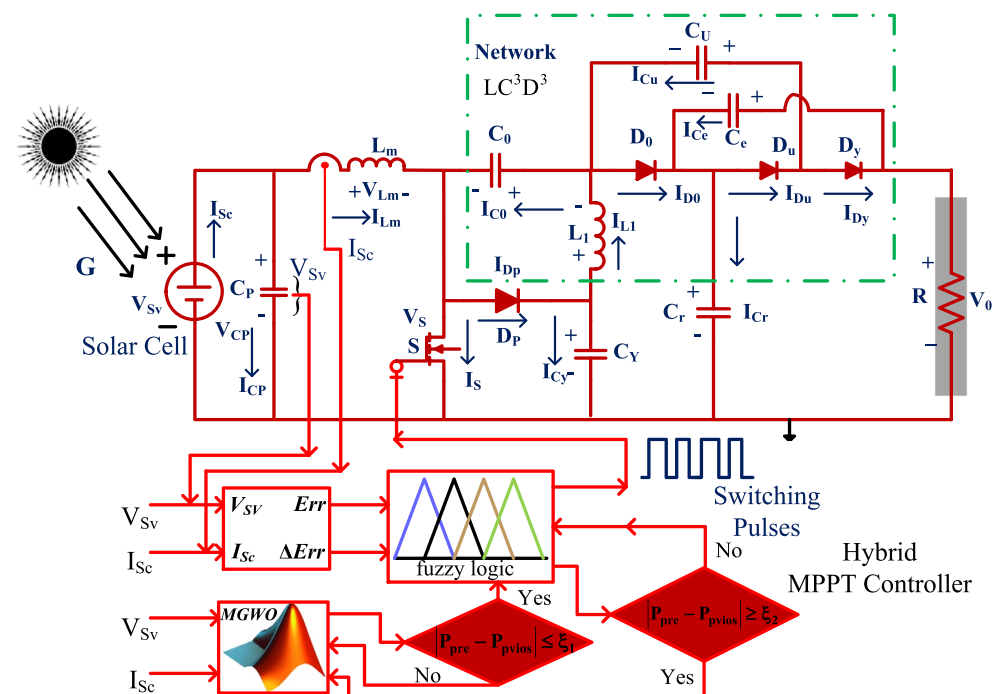 Network
LC³D³
C_U
− +
I_Cu
−
+
I_Ce
C_e
C_0
D_0
D_u
D_y
L_m
+V_Lm-
I_Lm
I_Sc
- +
I_C0
-
L_1
+
I_L1
I_D0
I_Du
I_Dy
I_Sc
G
+
V_Sv
−
Solar Cell
+
C_P
-
V_CP
I_CP
V_Sv
V_S
S
I_S
I_Dp
D_P
+
C_Y
I_Cy-
+
C_r
-
I_Cr
+
R
V_0
−
Switching
Pulses
V_Sv
I_Sc
V_SV Err
I_Sc ΔErr
fuzzy logic
No
Hybrid
MPPT Controller
Yes
V_Sv
I_Sc
MGWO
|P_pre − P_pvios| ≤ ξ_1
No
|P_pre − P_pvios| ≥ ξ_2
Yes